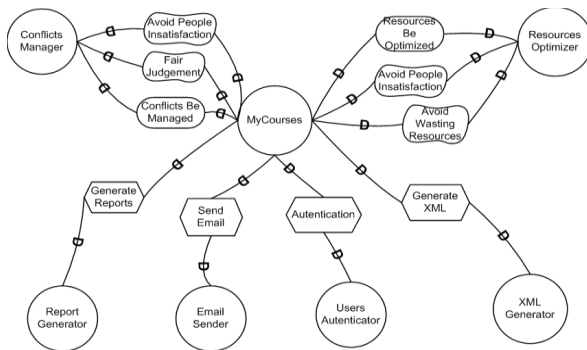 Conflicts
Manager
Avoid People
Insatisfaction
Fair
Judgement
Conflicts Be
Managed
MyCourses
Resources
Be
Optimized
Avoid People
Insatisfaction
Avoid
Wasting
Resources
Resources
Optimizer
Generate
Reports
Send
Email
Autentication
Generate
XML
Report
Generator
Email
Sender
Users
Autenticator
XML
Generator